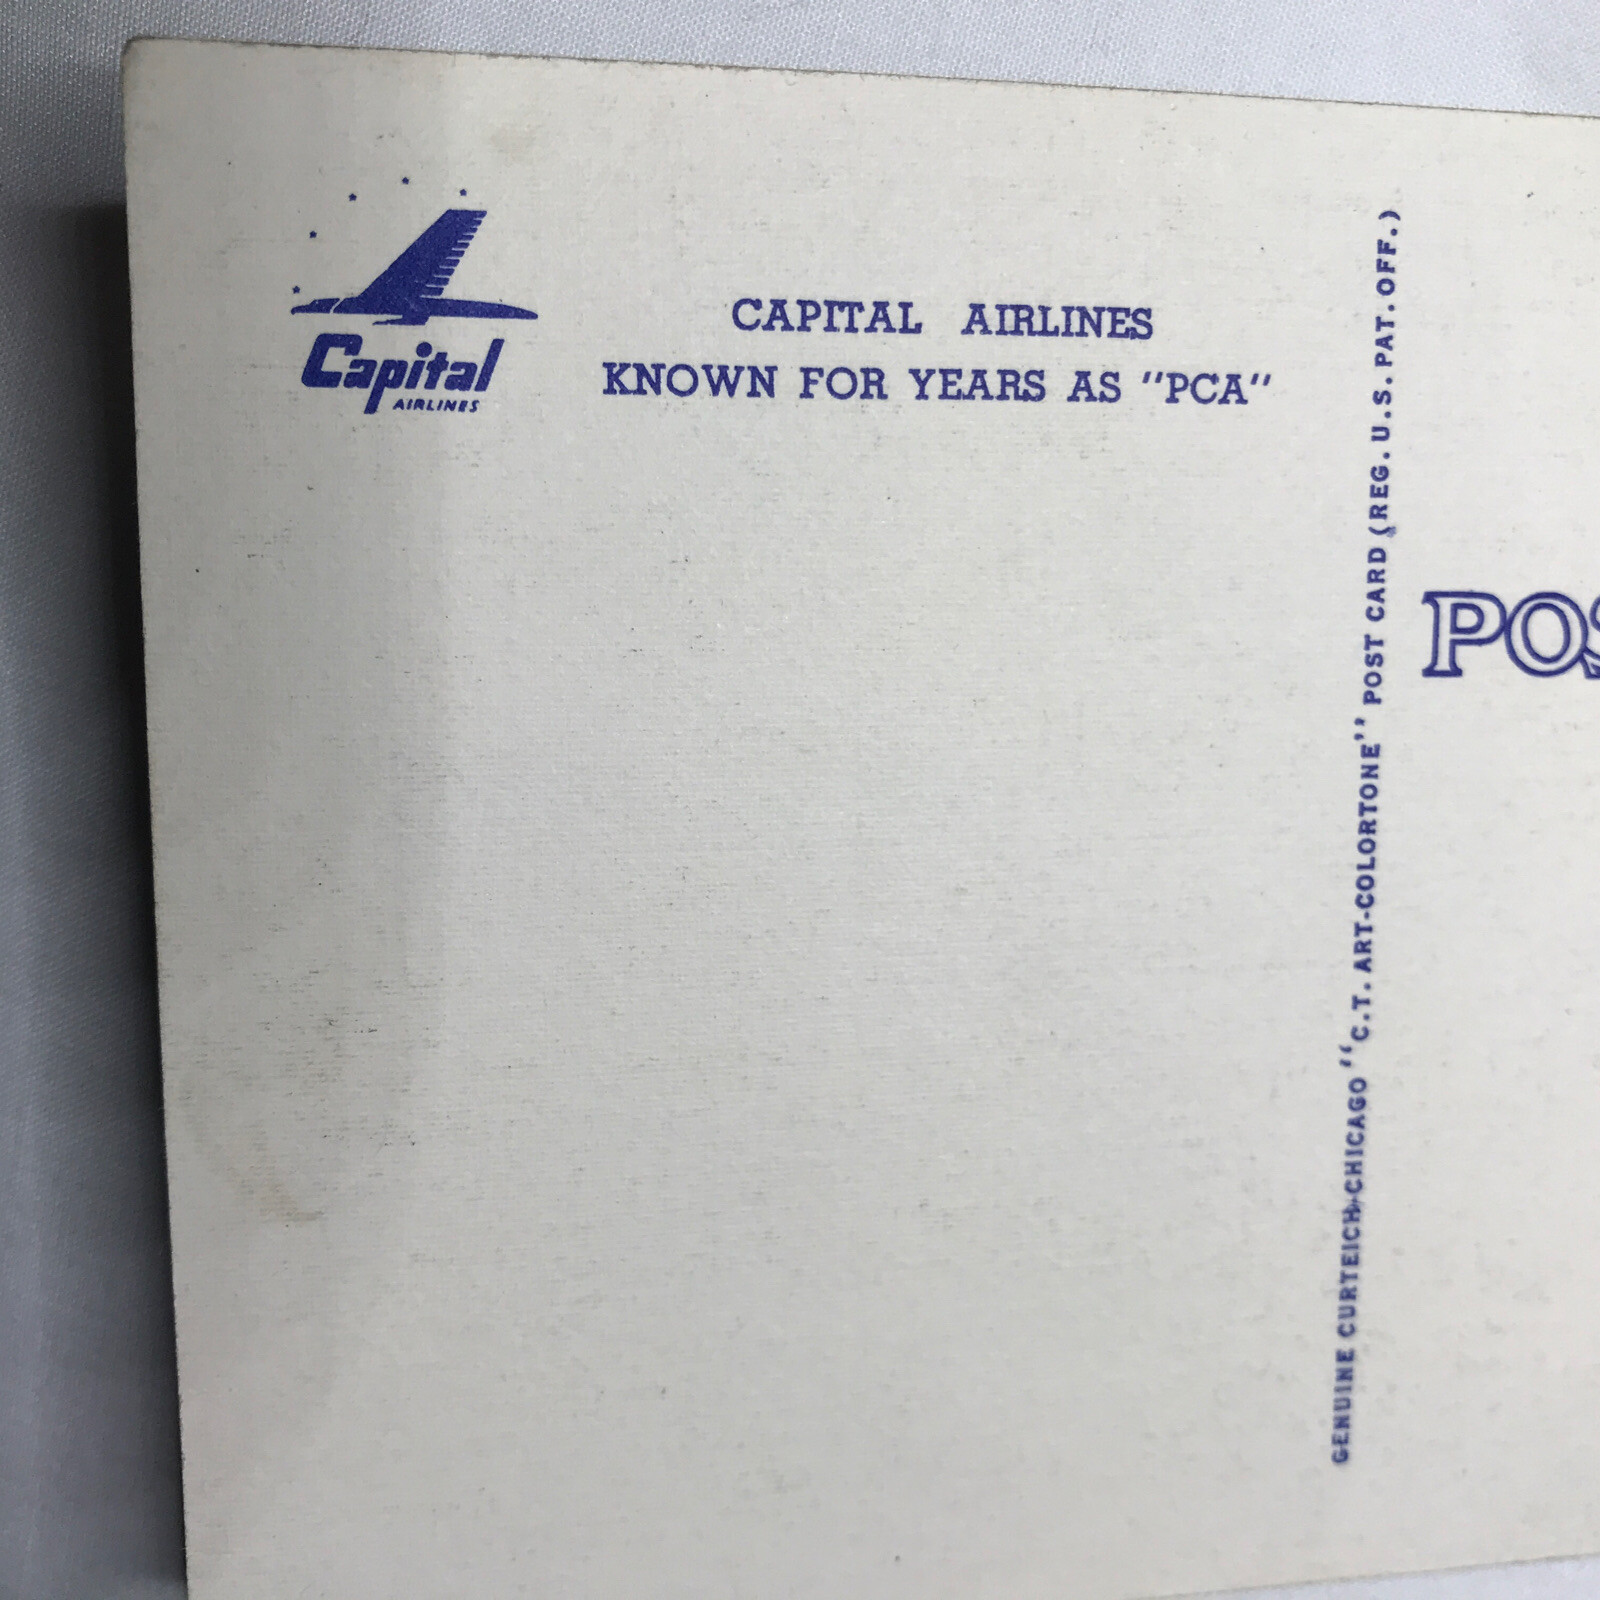 Capital
AIRLINES
CAPITAL AIRLINES
KNOWN FOR YEARS AS "PCA"
GENUINE CURTEICH-CHICAGO "C.T. ART-COLORTONE" POST CARD (REG. U.S. PAT. OFF.)
POS